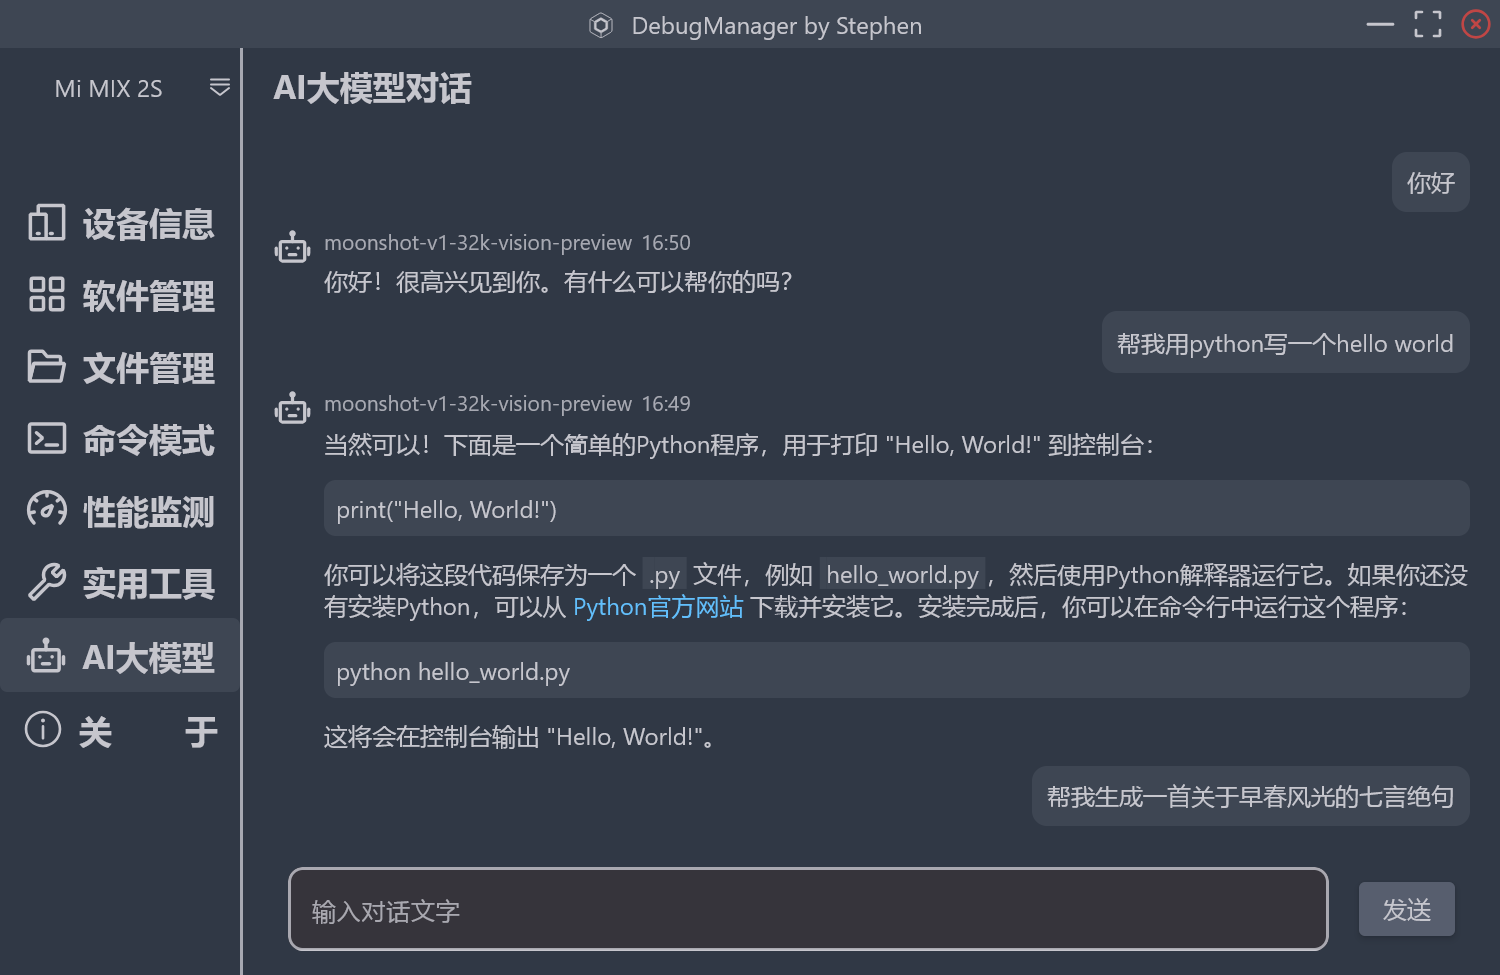 DebugManager by Stephen
Mi MIX 2S
设备信息
软件管理
文件管理
命令模式
性能监测
实用工具
AI大模型
关 于
AI大模型对话
你好
moonshot-v1-32k-vision-preview 16:50
你好！很高兴见到你。有什么可以帮你的吗？
帮我用python写一个hello world
moonshot-v1-32k-vision-preview 16:49
当然可以！下面是一个简单的Python程序，用于打印 "Hello, World!" 到控制台：
print("Hello, World!")
你可以将这段代码保存为一个 .py 文件，例如 hello_world.py ，然后使用Python解释器运行它。如果你还没
有安装Python，可以从 Python官方网站 下载并安装它。安装完成后，你可以在命令行中运行这个程序：
python hello_world.py
这将会在控制台输出 "Hello, World!"。
帮我生成一首关于早春风光的七言绝句
输入对话文字
发送